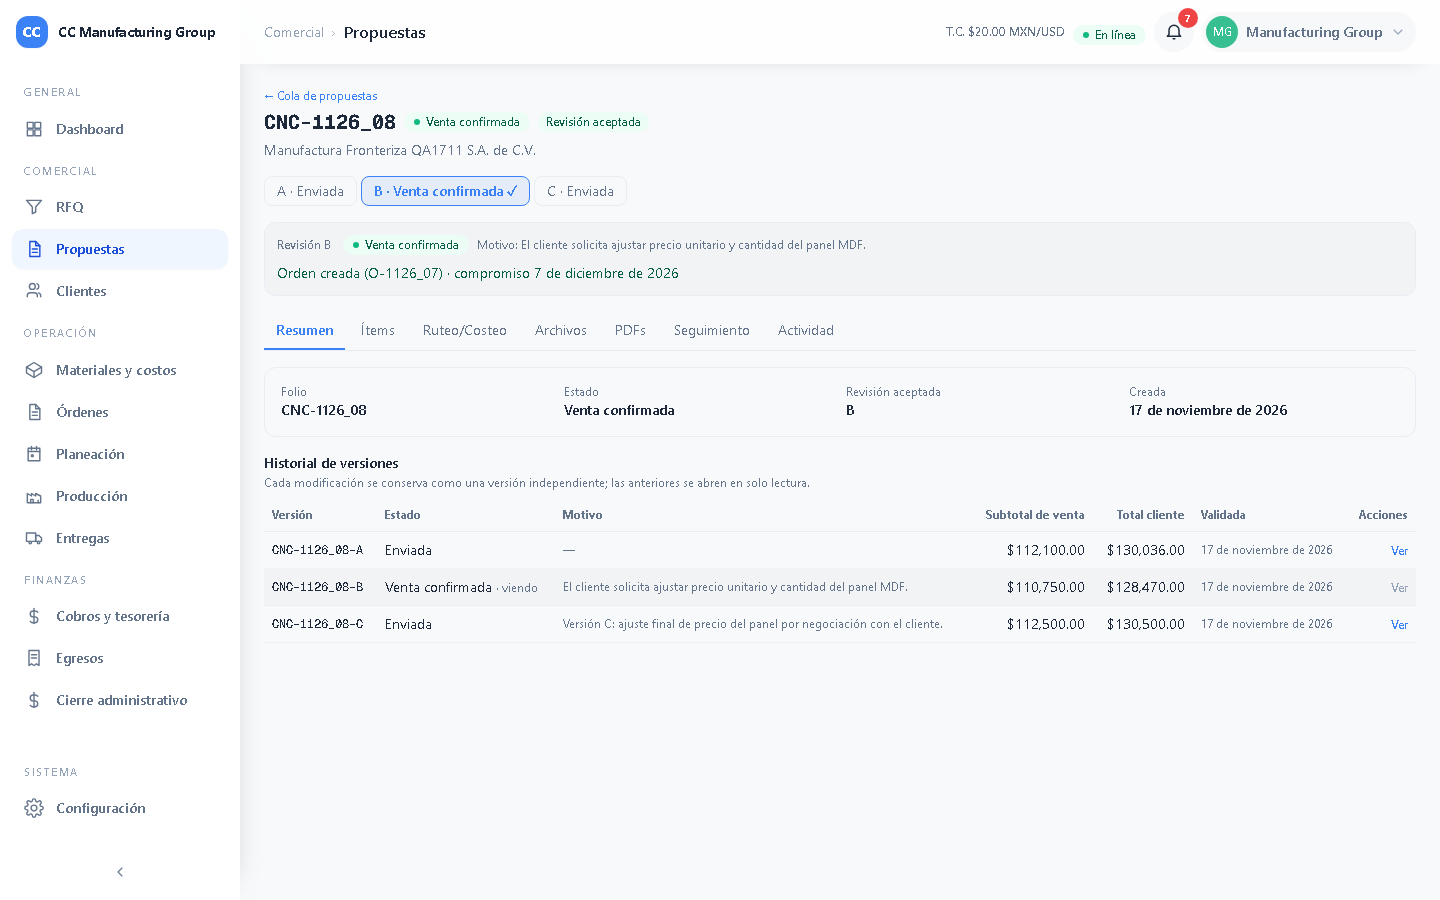 CC CC Manufacturing Group
Comercial › Propuestas
T.C. $20.00 MXN/USD En línea 7 MG Manufacturing Group
GENERAL
Dashboard
COMERCIAL
RFQ
Propuestas
Clientes
OPERACIÓN
Materiales y costos
Órdenes
Planeación
Producción
Entregas
FINANZAS
Cobros y tesorería
Egresos
Cierre administrativo
SISTEMA
Configuración
← Cola de propuestas
CNC-1126_08 Venta confirmada Revisión aceptada
Manufactura Fronteriza QA1711 S.A. de C.V.
A · Enviada B · Venta confirmada ✓ C · Enviada
Revisión B Venta confirmada Motivo: El cliente solicita ajustar precio unitario y cantidad del panel MDF.
Orden creada (O-1126_07) · compromiso 7 de diciembre de 2026
Resumen Ítems Ruteo/Costeo Archivos PDFs Seguimiento Actividad
Folio Estado Revisión aceptada Creada
CNC-1126_08 Venta confirmada B 17 de noviembre de 2026
Historial de versiones
Cada modificación se conserva como una versión independiente; las anteriores se abren en solo lectura.
Versión Estado Motivo Subtotal de venta Total cliente Validada Acciones
CNC-1126_08-A Enviada — $112,100.00 $130,036.00 17 de noviembre de 2026 Ver
CNC-1126_08-B Venta confirmada · viendo El cliente solicita ajustar precio unitario y cantidad del panel MDF. $110,750.00 $128,470.00 17 de noviembre de 2026 Ver
CNC-1126_08-C Enviada Versión C: ajuste final de precio del panel por negociación con el cliente. $112,500.00 $130,500.00 17 de noviembre de 2026 Ver